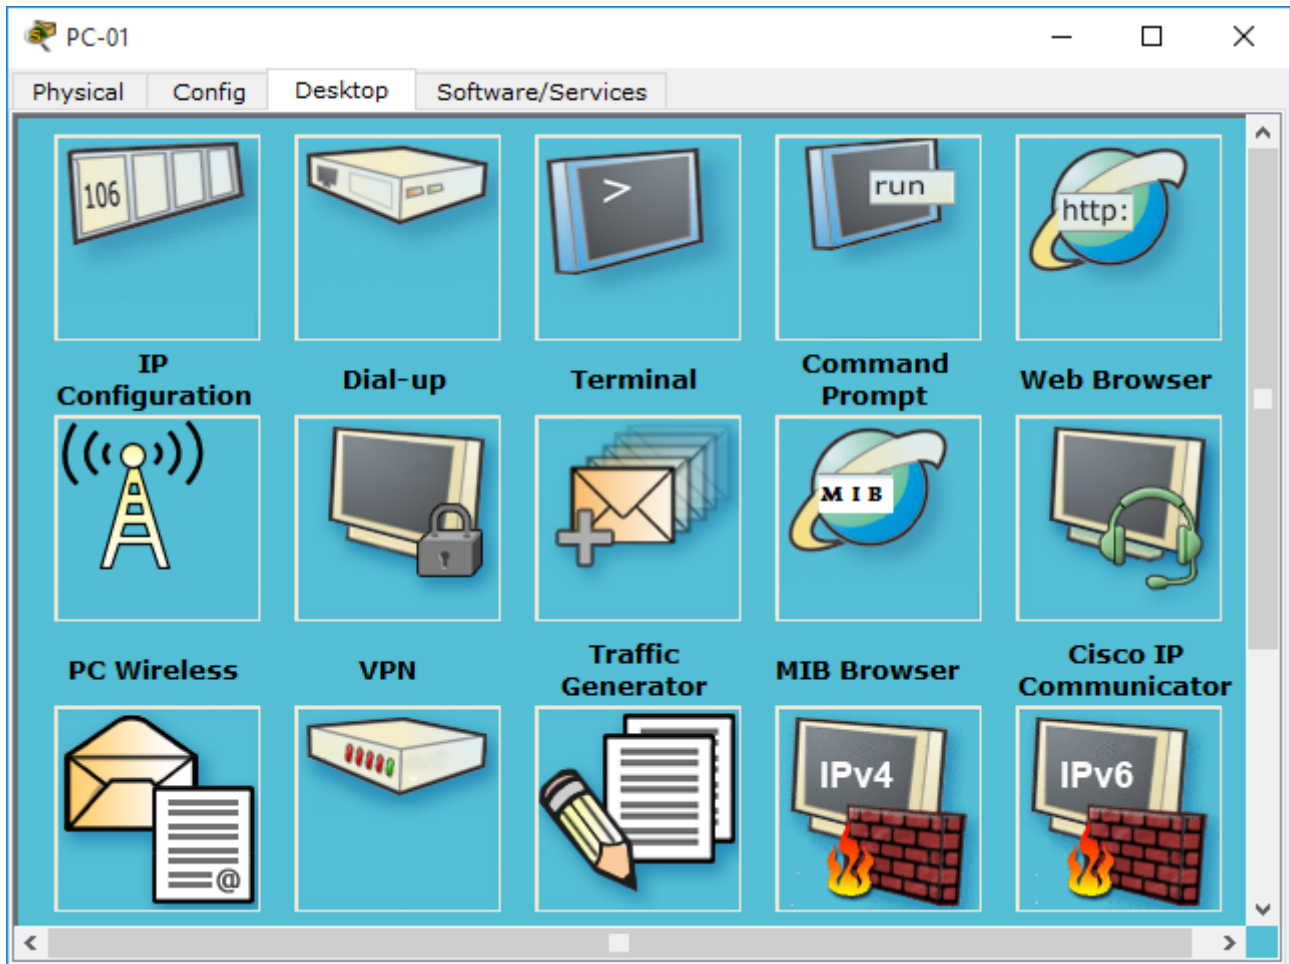 PC-01
Physical Config Desktop Software/Services
106
>
run
http:
IP
Configuration
Dial-up
Terminal
Command
Prompt
Web Browser
MIB
PC Wireless
VPN
Traffic
Generator
MIB Browser
Cisco IP
Communicator
@
IPv4
IPv6